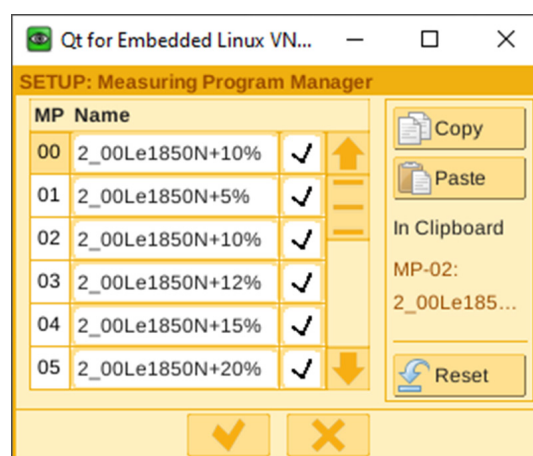 Qt for Embedded Linux VN...
SETUP: Measuring Program Manager
MP Name
00 2_00Le1850N+10%
01 2_00Le1850N+5%
02 2_00Le1850N+10%
03 2_00Le1850N+12%
04 2_00Le1850N+15%
05 2_00Le1850N+20%
Copy
Paste
In Clipboard
MP-02:
2_00Le185...
Reset